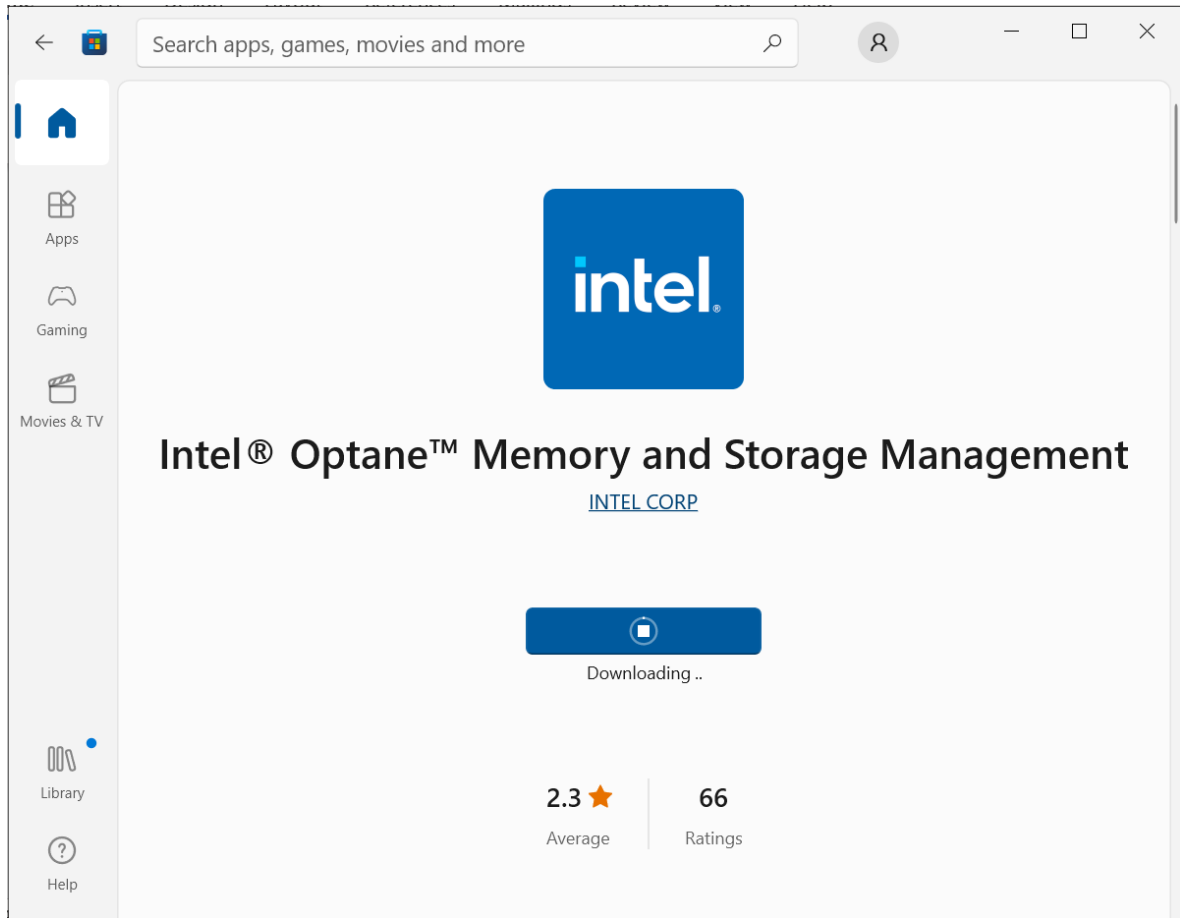 Search apps, games, movies and more
Apps
Gaming
Movies & TV
Library
Help
intel®
Intel® Optane™ Memory and Storage Management
INTEL CORP
Downloading ..
2.3
66
Average
Ratings